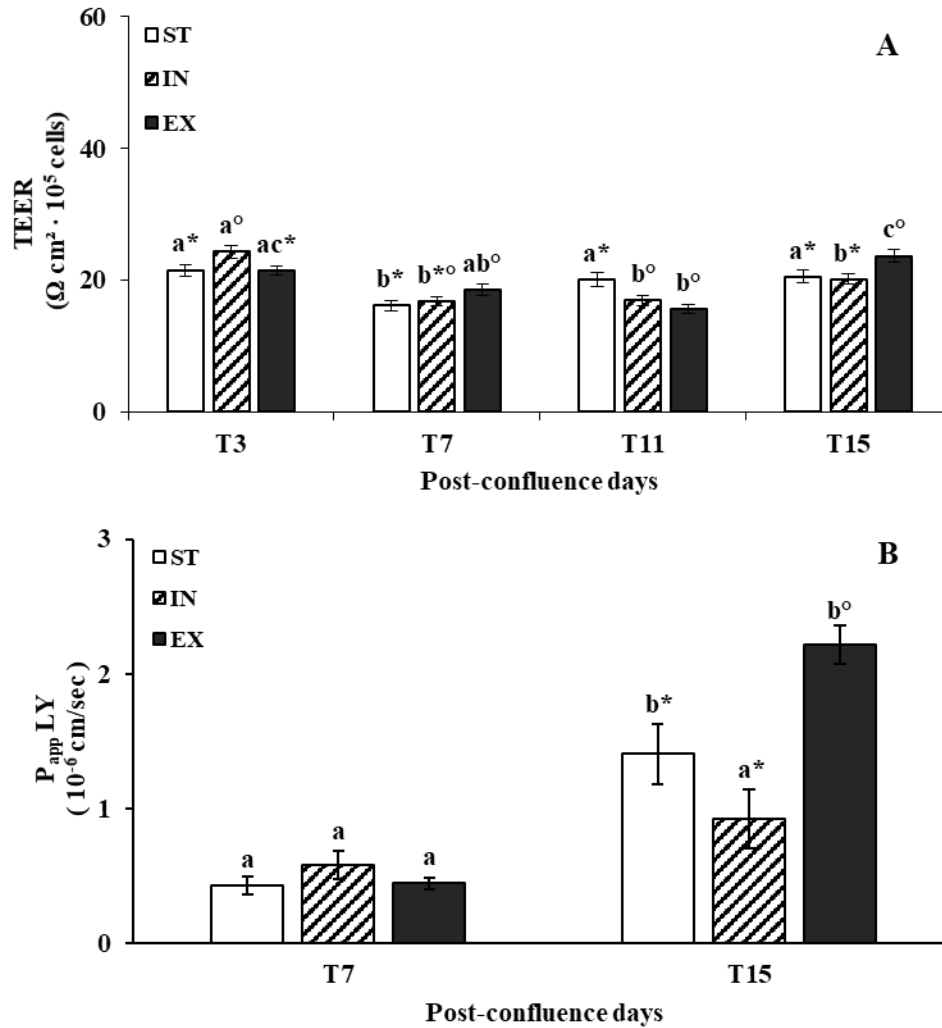 60
ST
A
IN
EX
40
TEER
(Ω cm² · 10⁵ cells)
a* a° ac*
b* b*° ab°
a* b° b°
a* b* c°
20
0
T3 T7 T11 T15
Post-confluence days
3
ST
B
IN
EX
b°
2
Papp LY
( 10⁻⁶ cm/sec)
b*
a*
1
a a a
0
T7 T15
Post-confluence days